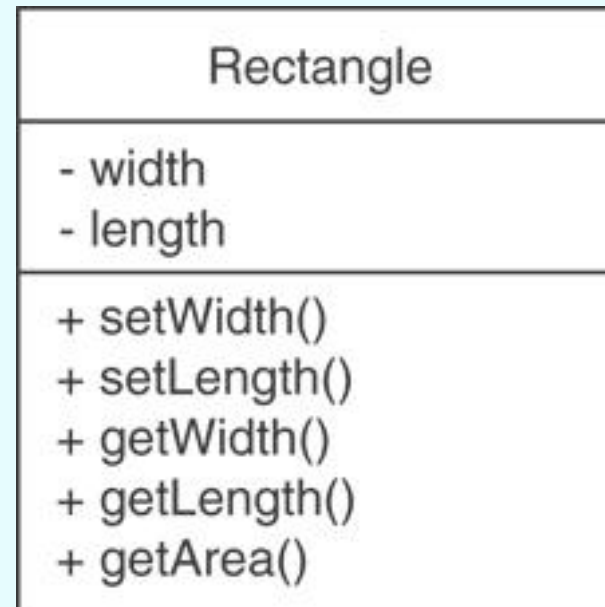 Rectangle
- width
- length
+ setWidth()
+ setLength()
+ getWidth()
+ getLength()
+ getArea()